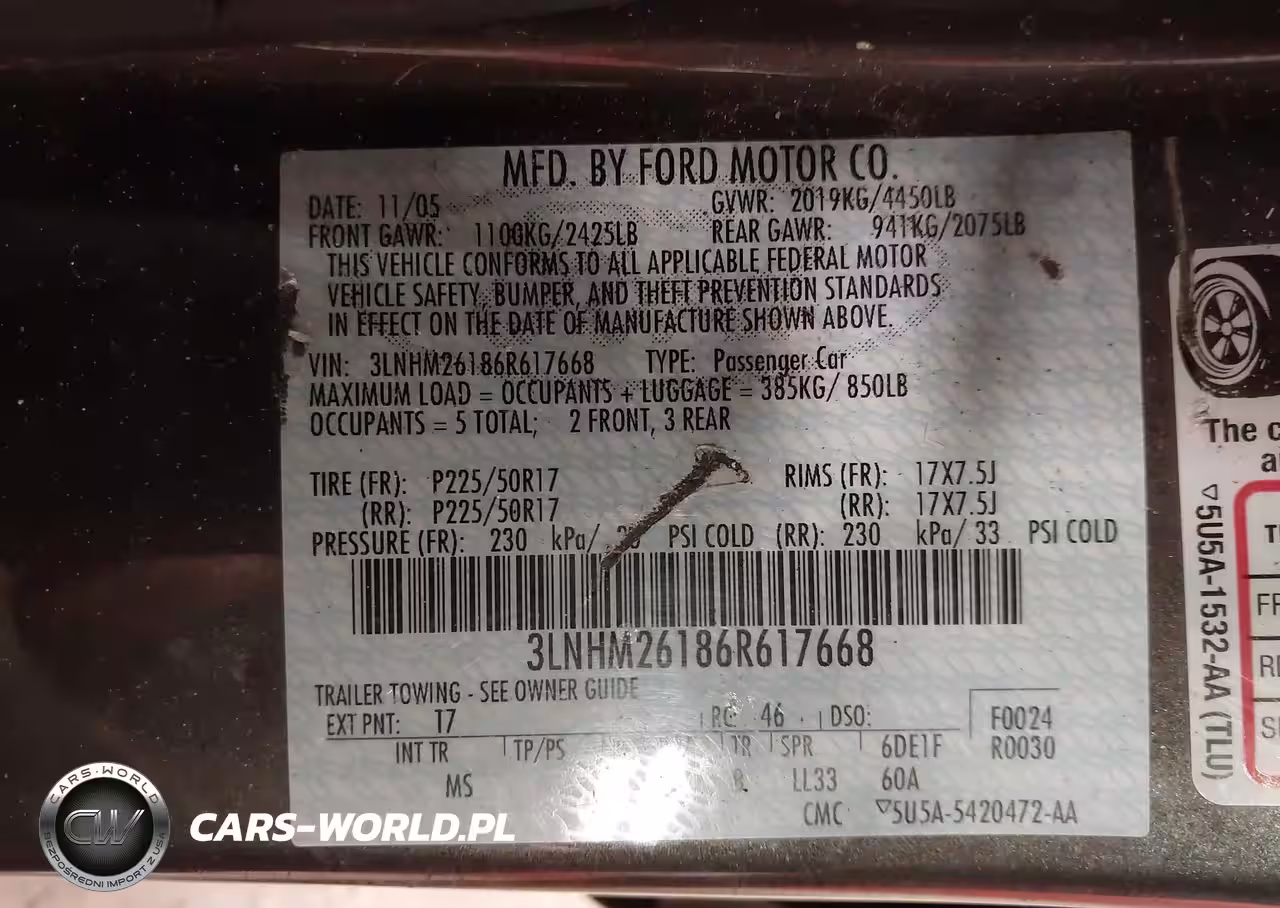 MFD. BY FORD MOTOR CO.
DATE: 11/05 GVWR: 2019KG/4450LB
FRONT GAWR: 1100KG/2425LB REAR GAWR: 941KG/2075LB
THIS VEHICLE CONFORMS TO ALL APPLICABLE FEDERAL MOTOR
VEHICLE SAFETY, BUMPER, AND THEFT PREVENTION STANDARDS
IN EFFECT ON THE DATE OF MANUFACTURE SHOWN ABOVE.
VIN: 3LNHM26186R617668 TYPE: Passenger Car
MAXIMUM LOAD = OCCUPANTS + LUGGAGE = 385KG/ 850LB
OCCUPANTS = 5 TOTAL; 2 FRONT, 3 REAR
TIRE (FR): P225/50R17 RIMS (FR): 17X7.5J
(RR): P225/50R17 (RR): 17X7.5J
PRESSURE (FR): 230 kPa/ PSI COLD (RR): 230 kPa/ 33 PSI COLD
3LNHM26186R617668
TRAILER TOWING - SEE OWNER GUIDE
EXT PNT: T7 RC: 46 DSO: F0024
INT TR TP/PS TR SPR 6DE1F R0030
MS LL33 60A
CMC ▽5U5A-5420472-AA
The c
a
▽5U5A-1532-AA (TLU)
CARS-WORLD
CW
BEZPOŚREDNI IMPORT Z USA
CARS-WORLD.PL